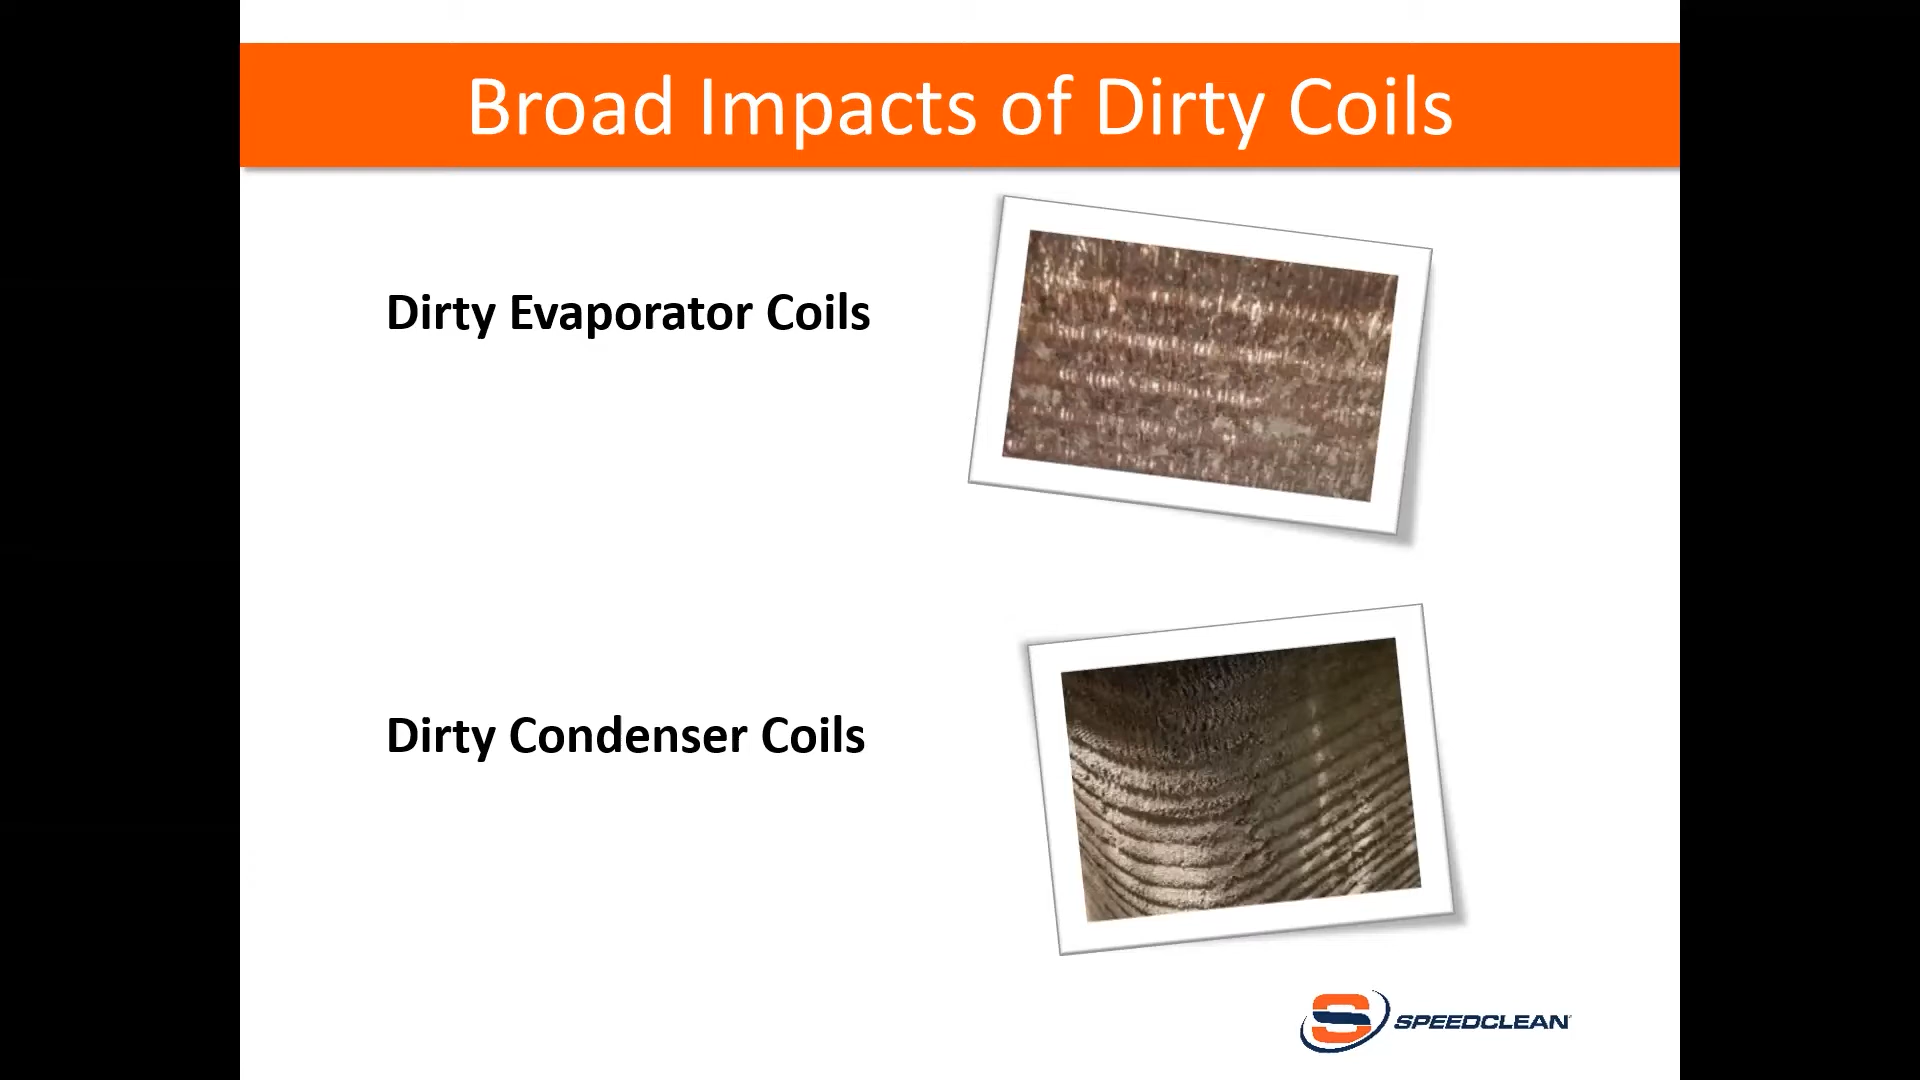 Broad Impacts of Dirty Coils
Dirty Evaporator Coils
Dirty Condenser Coils
SPEEDCLEAN